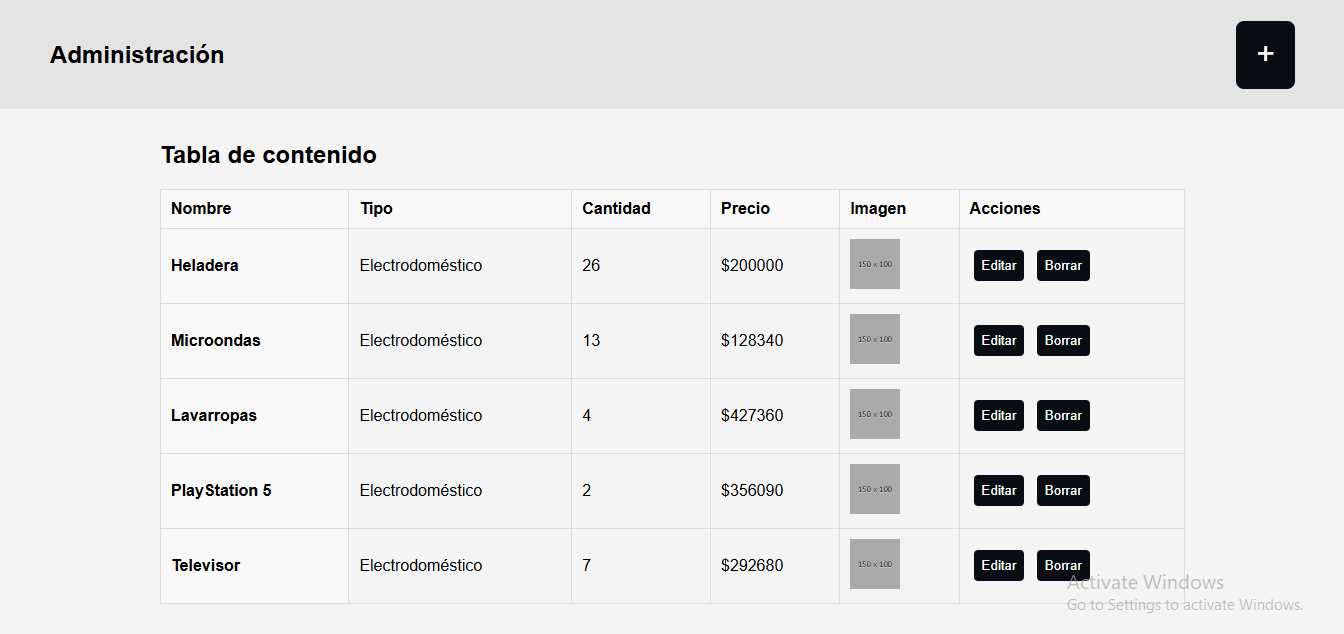 Administración
+
Tabla de contenido
Nombre Tipo Cantidad Precio Imagen Acciones
Heladera Electrodoméstico 26 $200000 150 x 100 Editar Borrar
Microondas Electrodoméstico 13 $128340 150 x 100 Editar Borrar
Lavarropas Electrodoméstico 4 $427360 150 x 100 Editar Borrar
PlayStation 5 Electrodoméstico 2 $356090 150 x 100 Editar Borrar
Televisor Electrodoméstico 7 $292680 150 x 100 Editar Borrar
Activate Windows
Go to Settings to activate Windows.